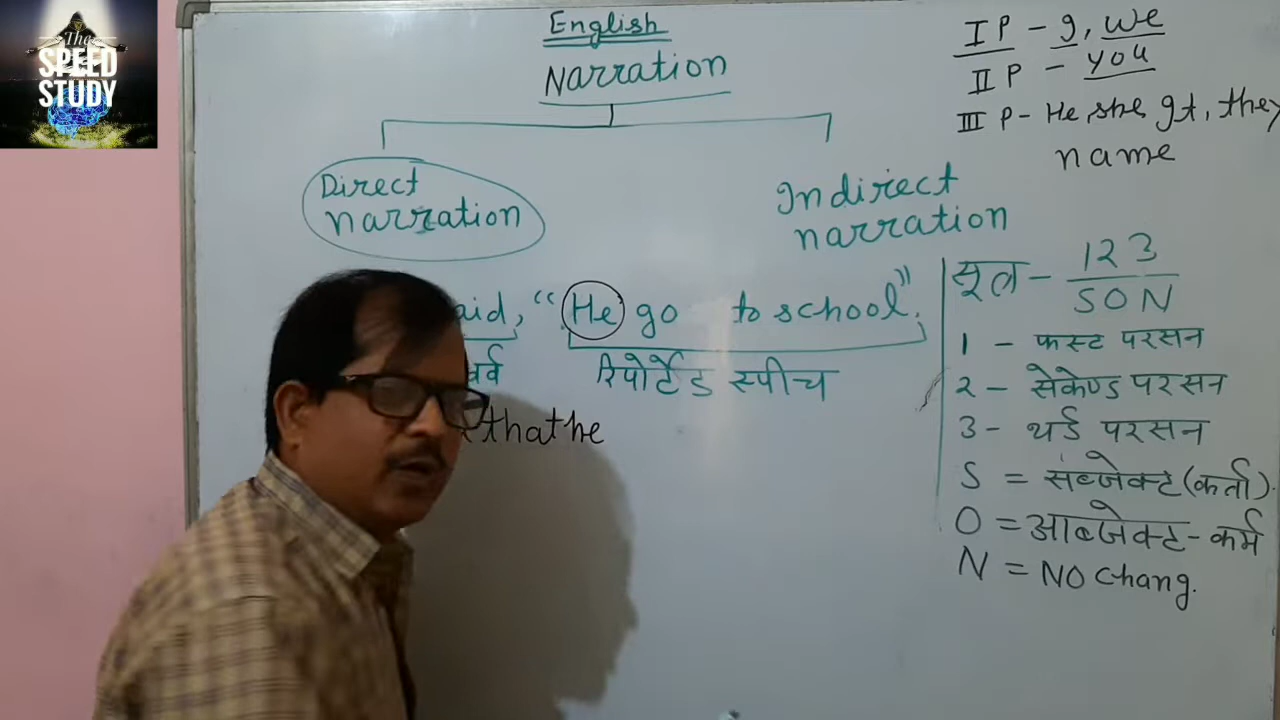 The
SPEED
STUDY
English
Narration
I P - I, we
II P - you
III P - He, she It, they
name
Direct
narration
Indirect
narration
aid, "He go to school".
र्व रिपोर्टेड स्पीच
that he
सूत्र - 1 2 3
S O N
1 - फस्ट परसन
2 - सेकेण्ड परसन
3 - थर्ड परसन
S = सब्जेक्ट (कर्ता).
O = आब्जेक्ट - कर्म
N = NO Chang.